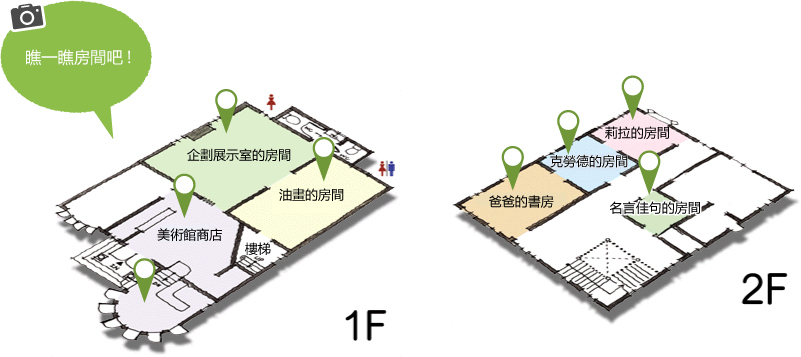 瞧一瞧房間吧！
企劃展示室的房間
油畫的房間
美術館商店
樓梯
1F
莉拉的房間
克勞德的房間
爸爸的書房
名言佳句的房間
2F